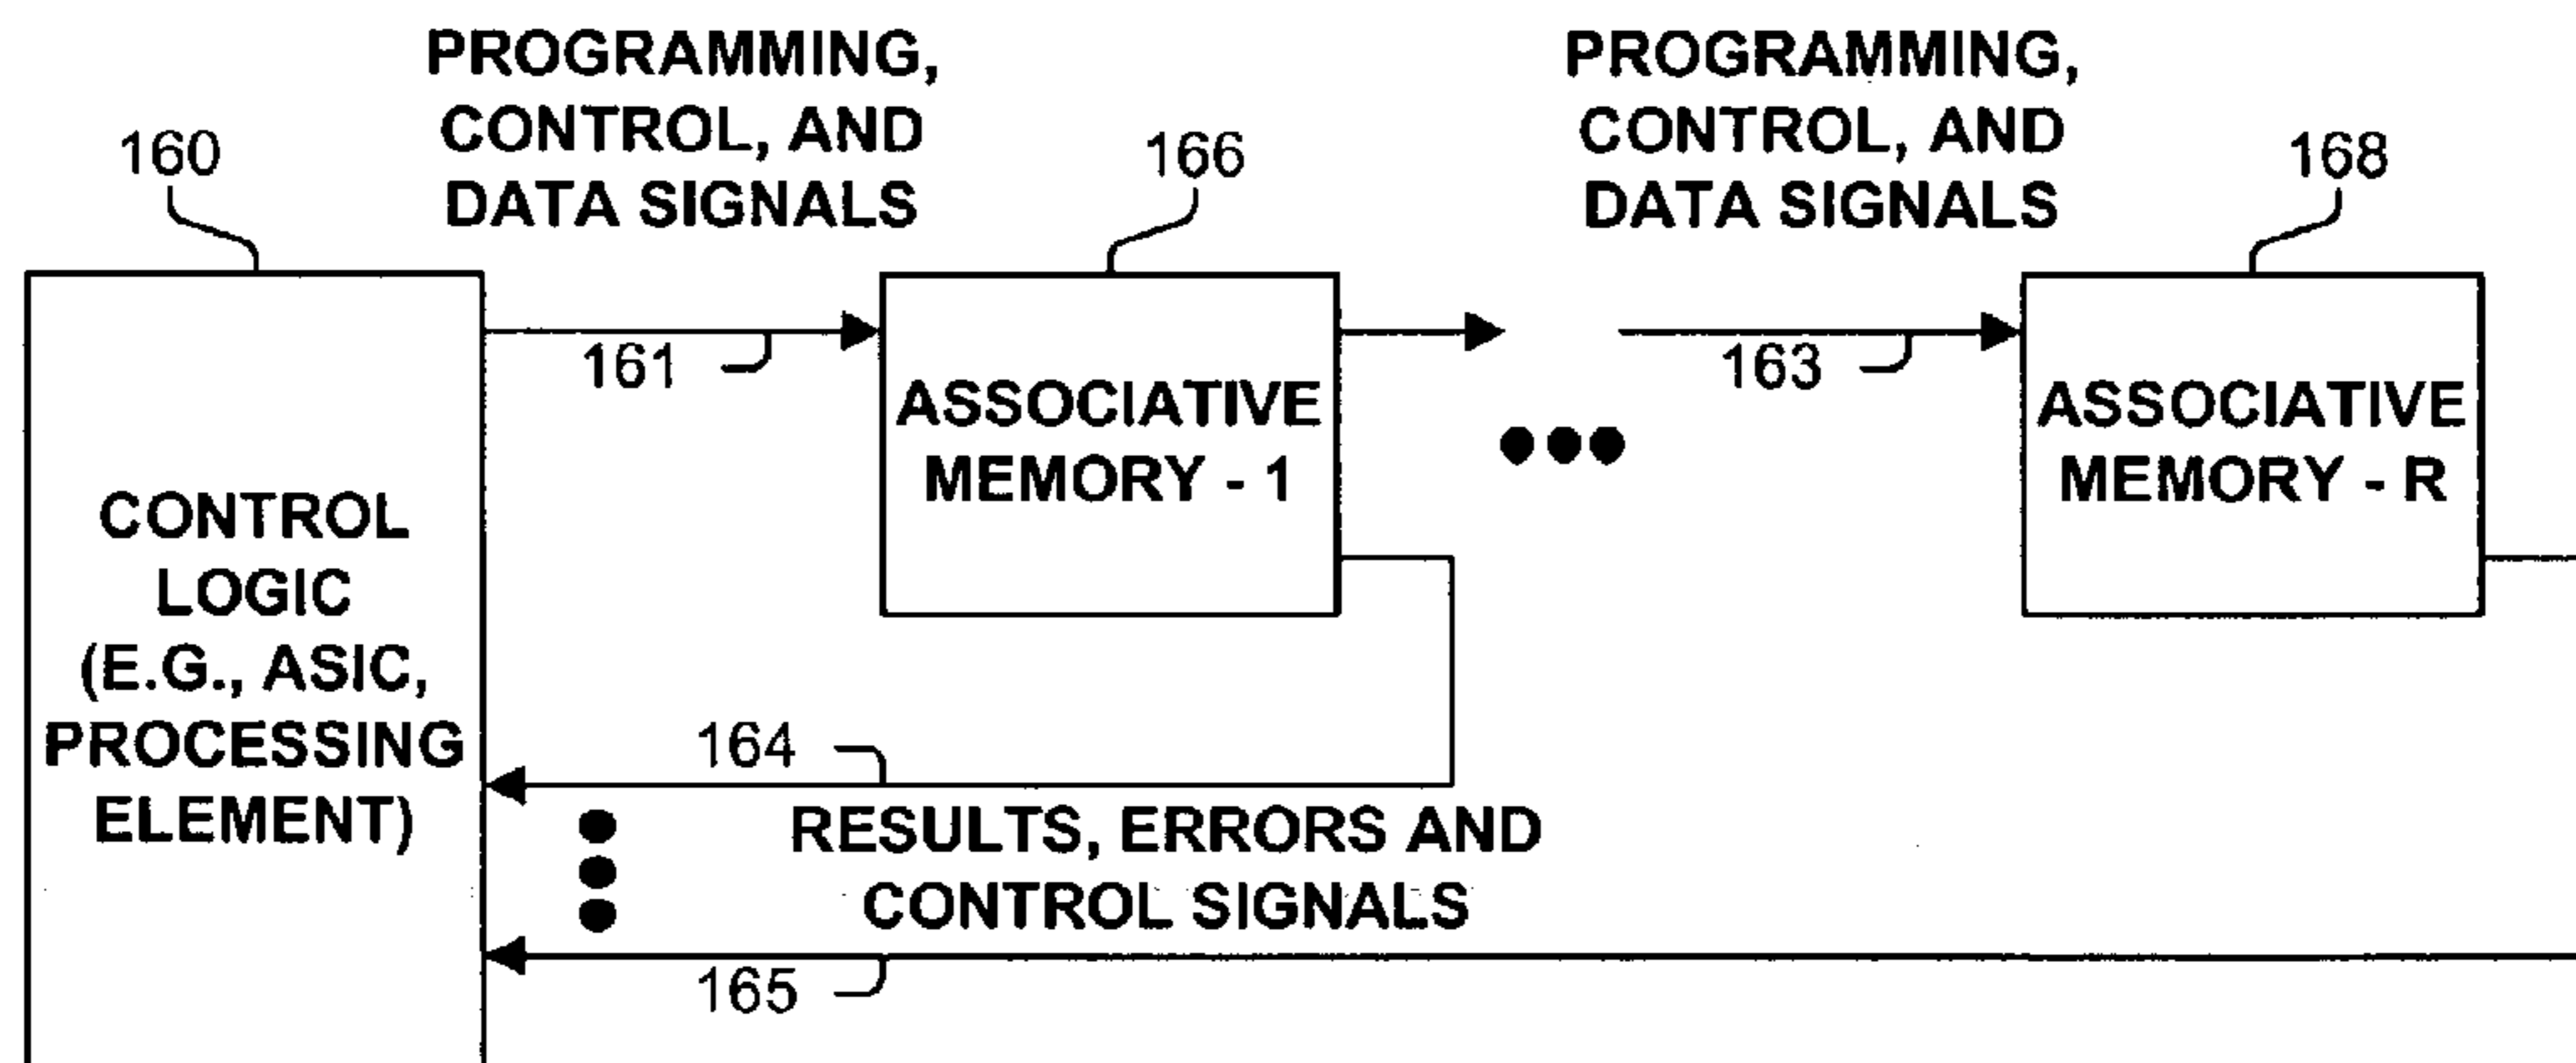 PROGRAMMING,
CONTROL, AND
DATA SIGNALS
PROGRAMMING,
CONTROL, AND
DATA SIGNALS
160
166
168
161
163
ASSOCIATIVE
MEMORY - 1
ASSOCIATIVE
MEMORY - R
CONTROL
LOGIC
(E.G., ASIC,
PROCESSING
ELEMENT)
164
RESULTS, ERRORS AND
CONTROL SIGNALS
165